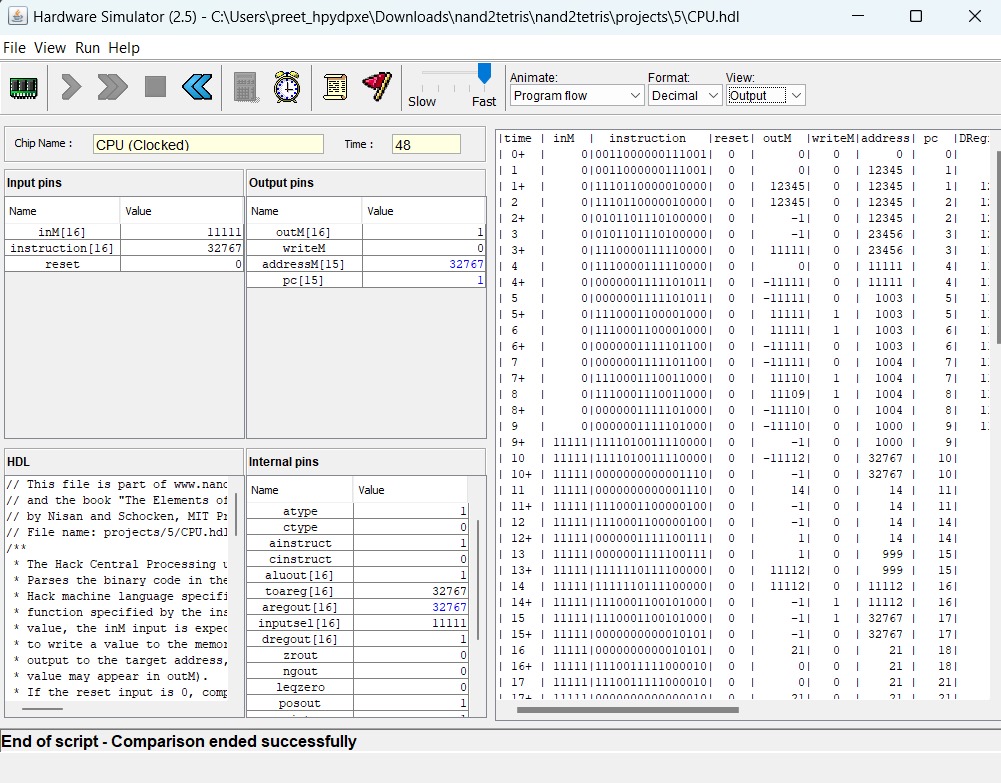 Hardware Simulator (2.5) - C:\Users\preet_hpydpxe\Downloads\nand2tetris\nand2tetris\projects\5\CPU.hdl
File View Run Help
Slow Fast
Animate: Format: View:
Program flow Decimal Output
Chip Name : CPU (Clocked) Time : 48
Input pins
Name Value
inM[16] 11111
instruction[16] 32767
reset 0
Output pins
Name Value
outM[16] 1
writeM 0
addressM[15] 32767
pc[15] 1
HDL
// This file is part of www.nand
// and the book "The Elements of
// by Nisan and Schocken, MIT Pr
// File name: projects/5/CPU.hdl
/**
* The Hack Central Processing u
* Parses the binary code in the
* Hack machine language specifi
* function specified by the ins
* value, the inM input is expec
* to write a value to the memor
* output to the target address,
* value may appear in outM).
* If the reset input is 0, comp
Internal pins
Name Value
atype 1
ctype 0
ainstruct 1
cinstruct 0
aluout[16] 1
toareg[16] 32767
aregout[16] 32767
inputsel[16] 11111
dregout[16] 1
zrout 0
ngout 0
leqzero 0
posout 1
|time | inM | instruction |reset| outM |writeM|address| pc |DReg
| 0+ | 0|0011000000111001| 0 | 0| 0 | 0 | 0|
| 1 | 0|0011000000111001| 0 | 0| 0 | 12345 | 1|
| 1+ | 0|1110110000010000| 0 | 12345| 0 | 12345 | 1| 1
| 2 | 0|1110110000010000| 0 | 12345| 0 | 12345 | 2| 1
| 2+ | 0|0101101110100000| 0 | -1| 0 | 12345 | 2| 1
| 3 | 0|0101101110100000| 0 | -1| 0 | 23456 | 3| 1
| 3+ | 0|1110000111110000| 0 | 11111| 0 | 23456 | 3| 1
| 4 | 0|1110000111110000| 0 | 0| 0 | 11111 | 4| 1
| 4+ | 0|0000001111101011| 0 | -11111| 0 | 11111 | 4| 1
| 5 | 0|0000001111101011| 0 | -11111| 0 | 1003 | 5| 1
| 5+ | 0|1110001100001000| 0 | 11111| 1 | 1003 | 5| 1
| 6 | 0|1110001100001000| 0 | 11111| 1 | 1003 | 6| 1
| 6+ | 0|0000001111101100| 0 | -11111| 0 | 1003 | 6| 1
| 7 | 0|0000001111101100| 0 | -11111| 0 | 1004 | 7| 1
| 7+ | 0|1110001110011000| 0 | 11110| 1 | 1004 | 7| 1
| 8 | 0|1110001110011000| 0 | 11109| 1 | 1004 | 8| 1
| 8+ | 0|0000001111101000| 0 | -11110| 0 | 1004 | 8| 1
| 9 | 0|0000001111101000| 0 | -11110| 0 | 1000 | 9| 1
| 9+ | 11111|1111010011110000| 0 | -1| 0 | 1000 | 9|
| 10 | 11111|1111010011110000| 0 | -11112| 0 | 32767 | 10|
| 10+ | 11111|0000000000001110| 0 | -1| 0 | 32767 | 10|
| 11 | 11111|0000000000001110| 0 | 14| 0 | 14 | 11|
| 11+ | 11111|1110001100000100| 0 | -1| 0 | 14 | 11|
| 12 | 11111|1110001100000100| 0 | -1| 0 | 14 | 14|
| 12+ | 11111|0000001111100111| 0 | 1| 0 | 14 | 14|
| 13 | 11111|0000001111100111| 0 | 1| 0 | 999 | 15|
| 13+ | 11111|1111110111100000| 0 | 11112| 0 | 999 | 15|
| 14 | 11111|1111110111100000| 0 | 11112| 0 | 11112 | 16|
| 14+ | 11111|1110001100101000| 0 | -1| 1 | 11112 | 16|
| 15 | 11111|1110001100101000| 0 | -1| 1 | 32767 | 17|
| 15+ | 11111|0000000000010101| 0 | -1| 0 | 32767 | 17|
| 16 | 11111|0000000000010101| 0 | 21| 0 | 21 | 18|
| 16+ | 11111|1110011111000010| 0 | 0| 0 | 21 | 18|
| 17 | 11111|1110011111000010| 0 | 21| 0 | 21 | 21|
| 17+ | 11111|0000000000000010| 0 | 21| 0 | 21 | 21|
End of script - Comparison ended successfully